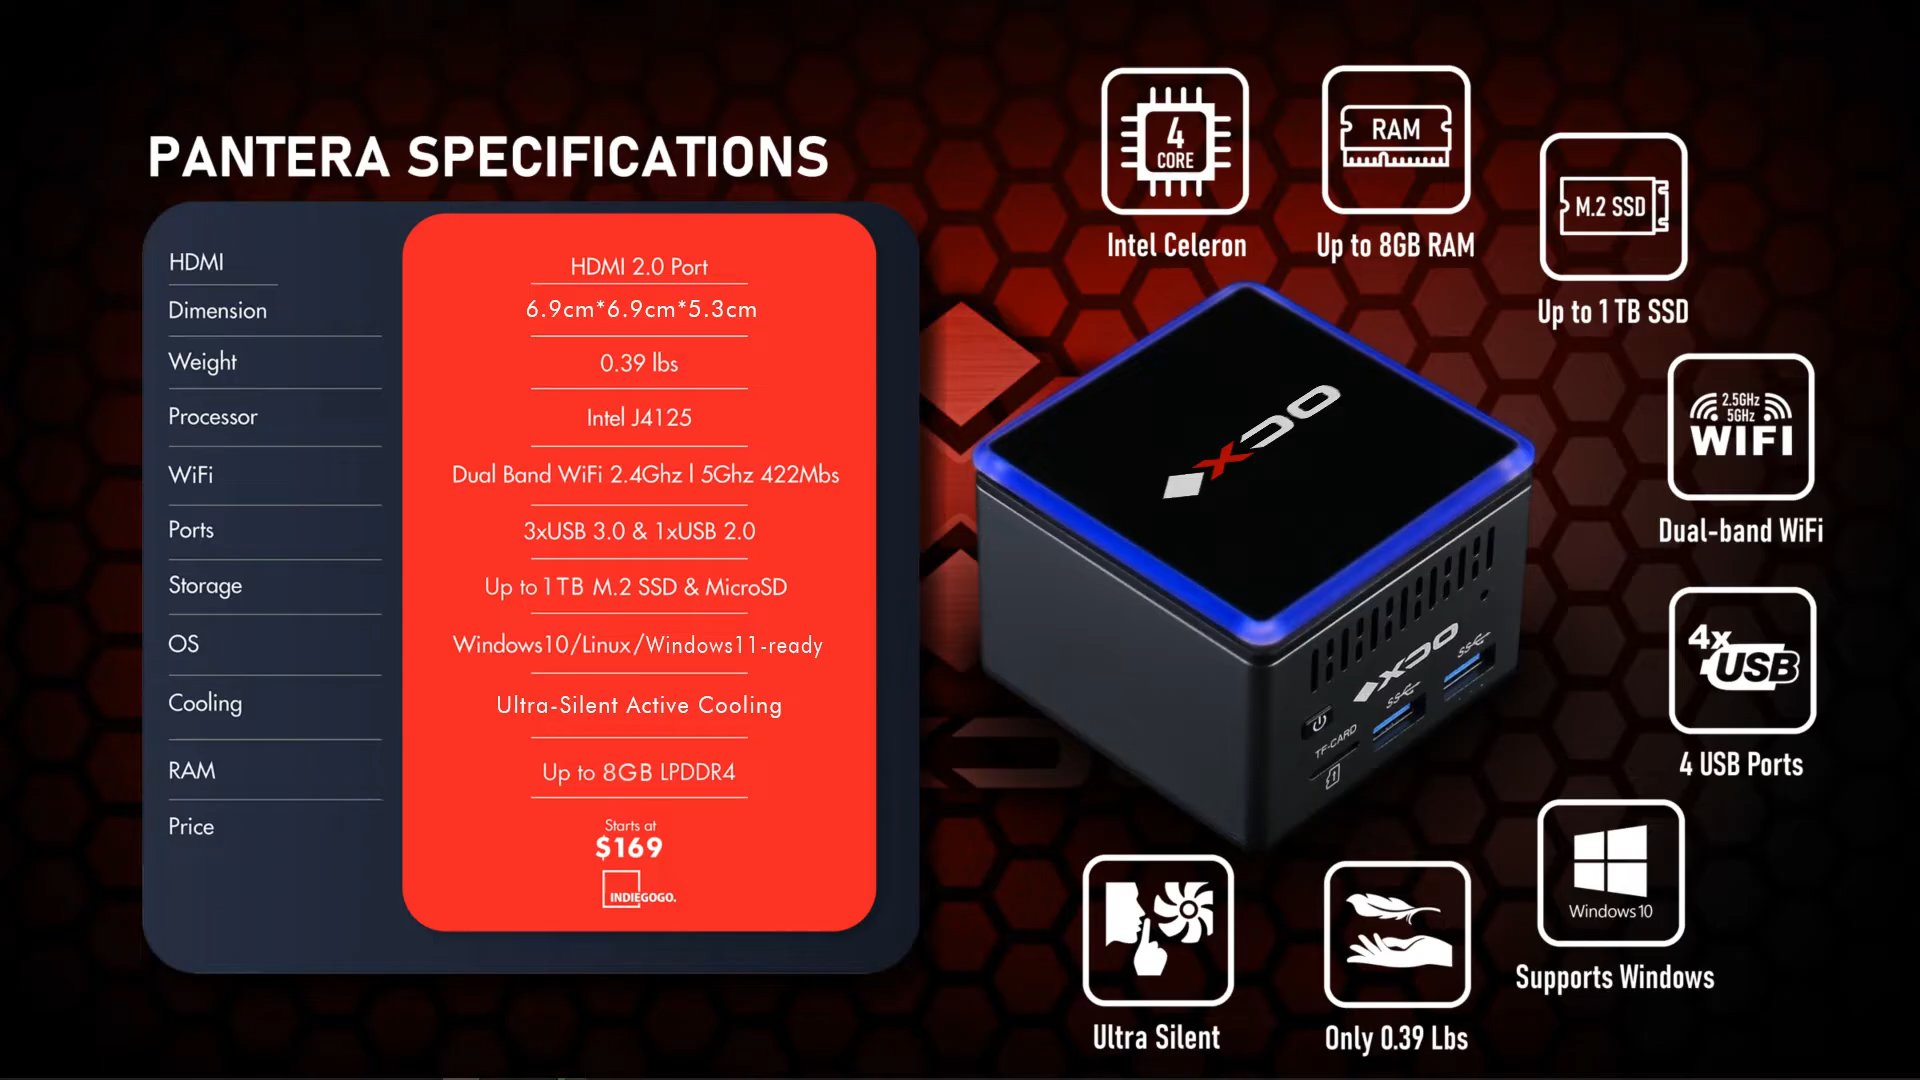 PANTERA SPECIFICATIONS
HDMI
HDMI 2.0 Port
Dimension
6.9cm*6.9cm*5.3cm
Weight
0.39 lbs
Processor
Intel J4125
WiFi
Dual Band WiFi 2.4Ghz | 5Ghz 422Mbs
Ports
3xUSB 3.0 & 1xUSB 2.0
Storage
Up to 1TB M.2 SSD & MicroSD
OS
Windows10/Linux/Windows11-ready
Cooling
Ultra-Silent Active Cooling
RAM
Up to 8GB LPDDR4
Price
Starts at
$169
INDIEGOGO.
4
CORE
Intel Celeron
RAM
Up to 8GB RAM
M.2 SSD
Up to 1 TB SSD
2.5GHz
5GHz
WIFI
Dual-band WiFi
4x
USB
4 USB Ports
Windows 10
Supports Windows
Only 0.39 Lbs
Ultra Silent
SS
SS
TF-CARD